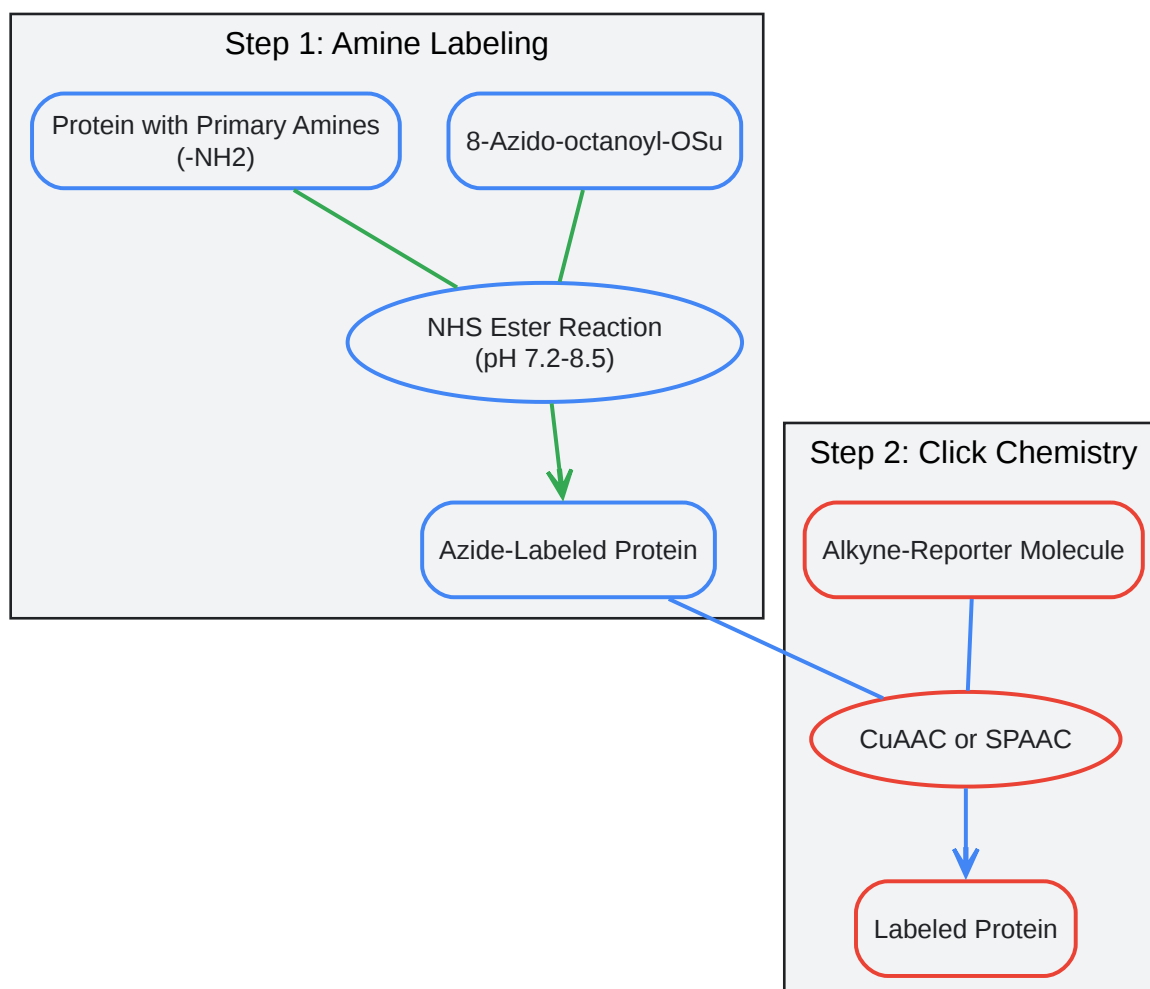 Step 1: Amine Labeling
Protein with Primary Amines
(-NH2)
8-Azido-octanoyl-OSu
NHS Ester Reaction
(pH 7.2-8.5)
Azide-Labeled Protein
Step 2: Click Chemistry
Alkyne-Reporter Molecule
CuAAC or SPAAC
Labeled Protein